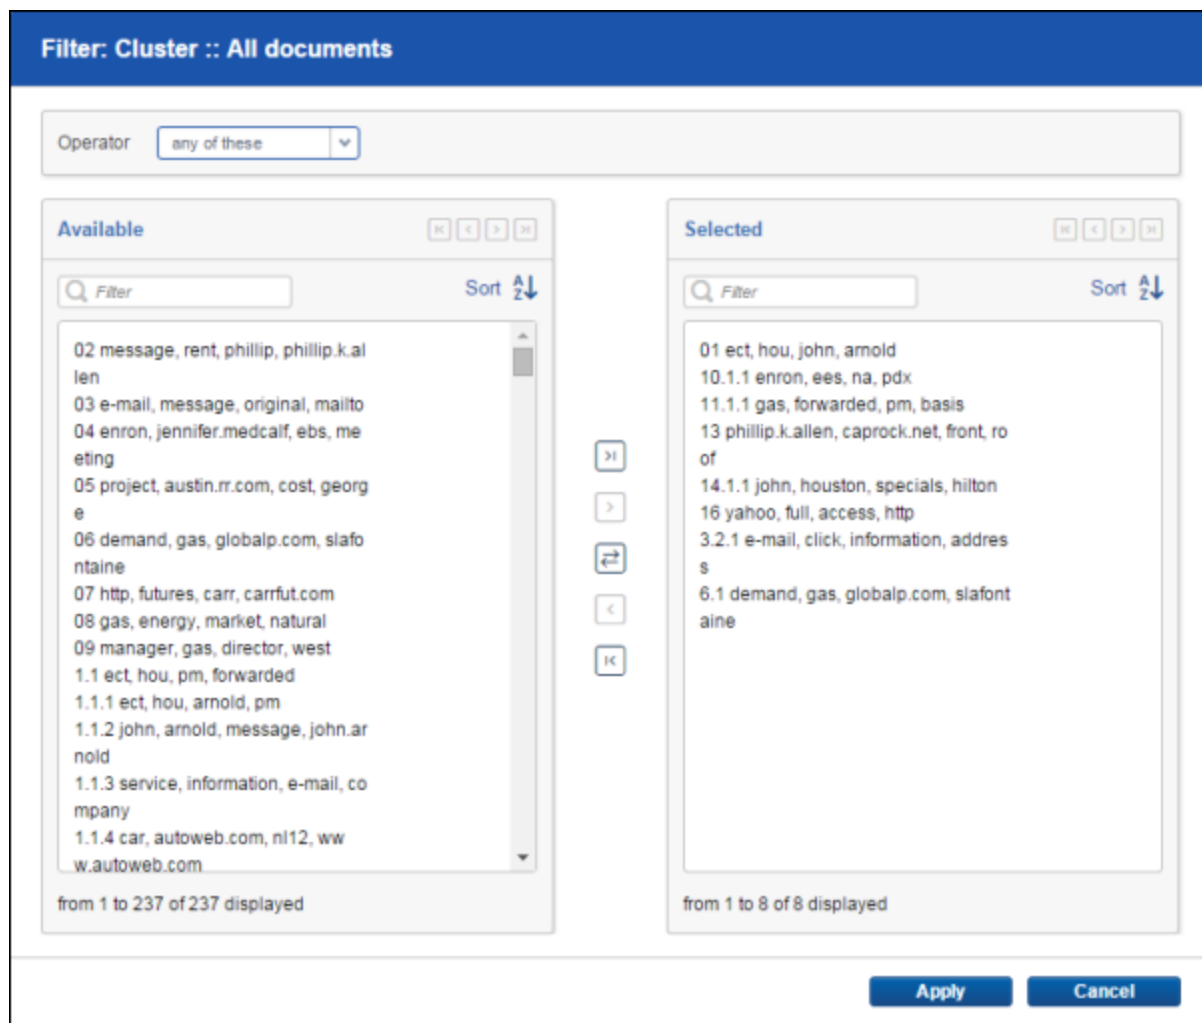 Filter: Cluster :: All documents
Operator any of these
Available
Filter
Sort
02 message, rent, phillip, phillip.k.al
len
03 e-mail, message, original, mailto
04 enron, jennifer.medcalf, ebs, me
eting
05 project, austin.rr.com, cost, georg
e
06 demand, gas, globalp.com, slafo
ntaine
07 http, futures, carr, carrfut.com
08 gas, energy, market, natural
09 manager, gas, director, west
1.1 ect, hou, pm, forwarded
1.1.1 ect, hou, arnold, pm
1.1.2 john, arnold, message, john.ar
nold
1.1.3 service, information, e-mail, co
mpany
1.1.4 car, autoweb.com, nl12, ww
w.autoweb.com
from 1 to 237 of 237 displayed
Selected
Filter
Sort
01 ect, hou, john, arnold
10.1.1 enron, ees, na, pdx
11.1.1 gas, forwarded, pm, basis
13 phillip.k.allen, caprock.net, front, ro
of
14.1.1 john, houston, specials, hilton
16 yahoo, full, access, http
3.2.1 e-mail, click, information, addres
s
6.1 demand, gas, globalp.com, slafont
aine
from 1 to 8 of 8 displayed
Apply
Cancel